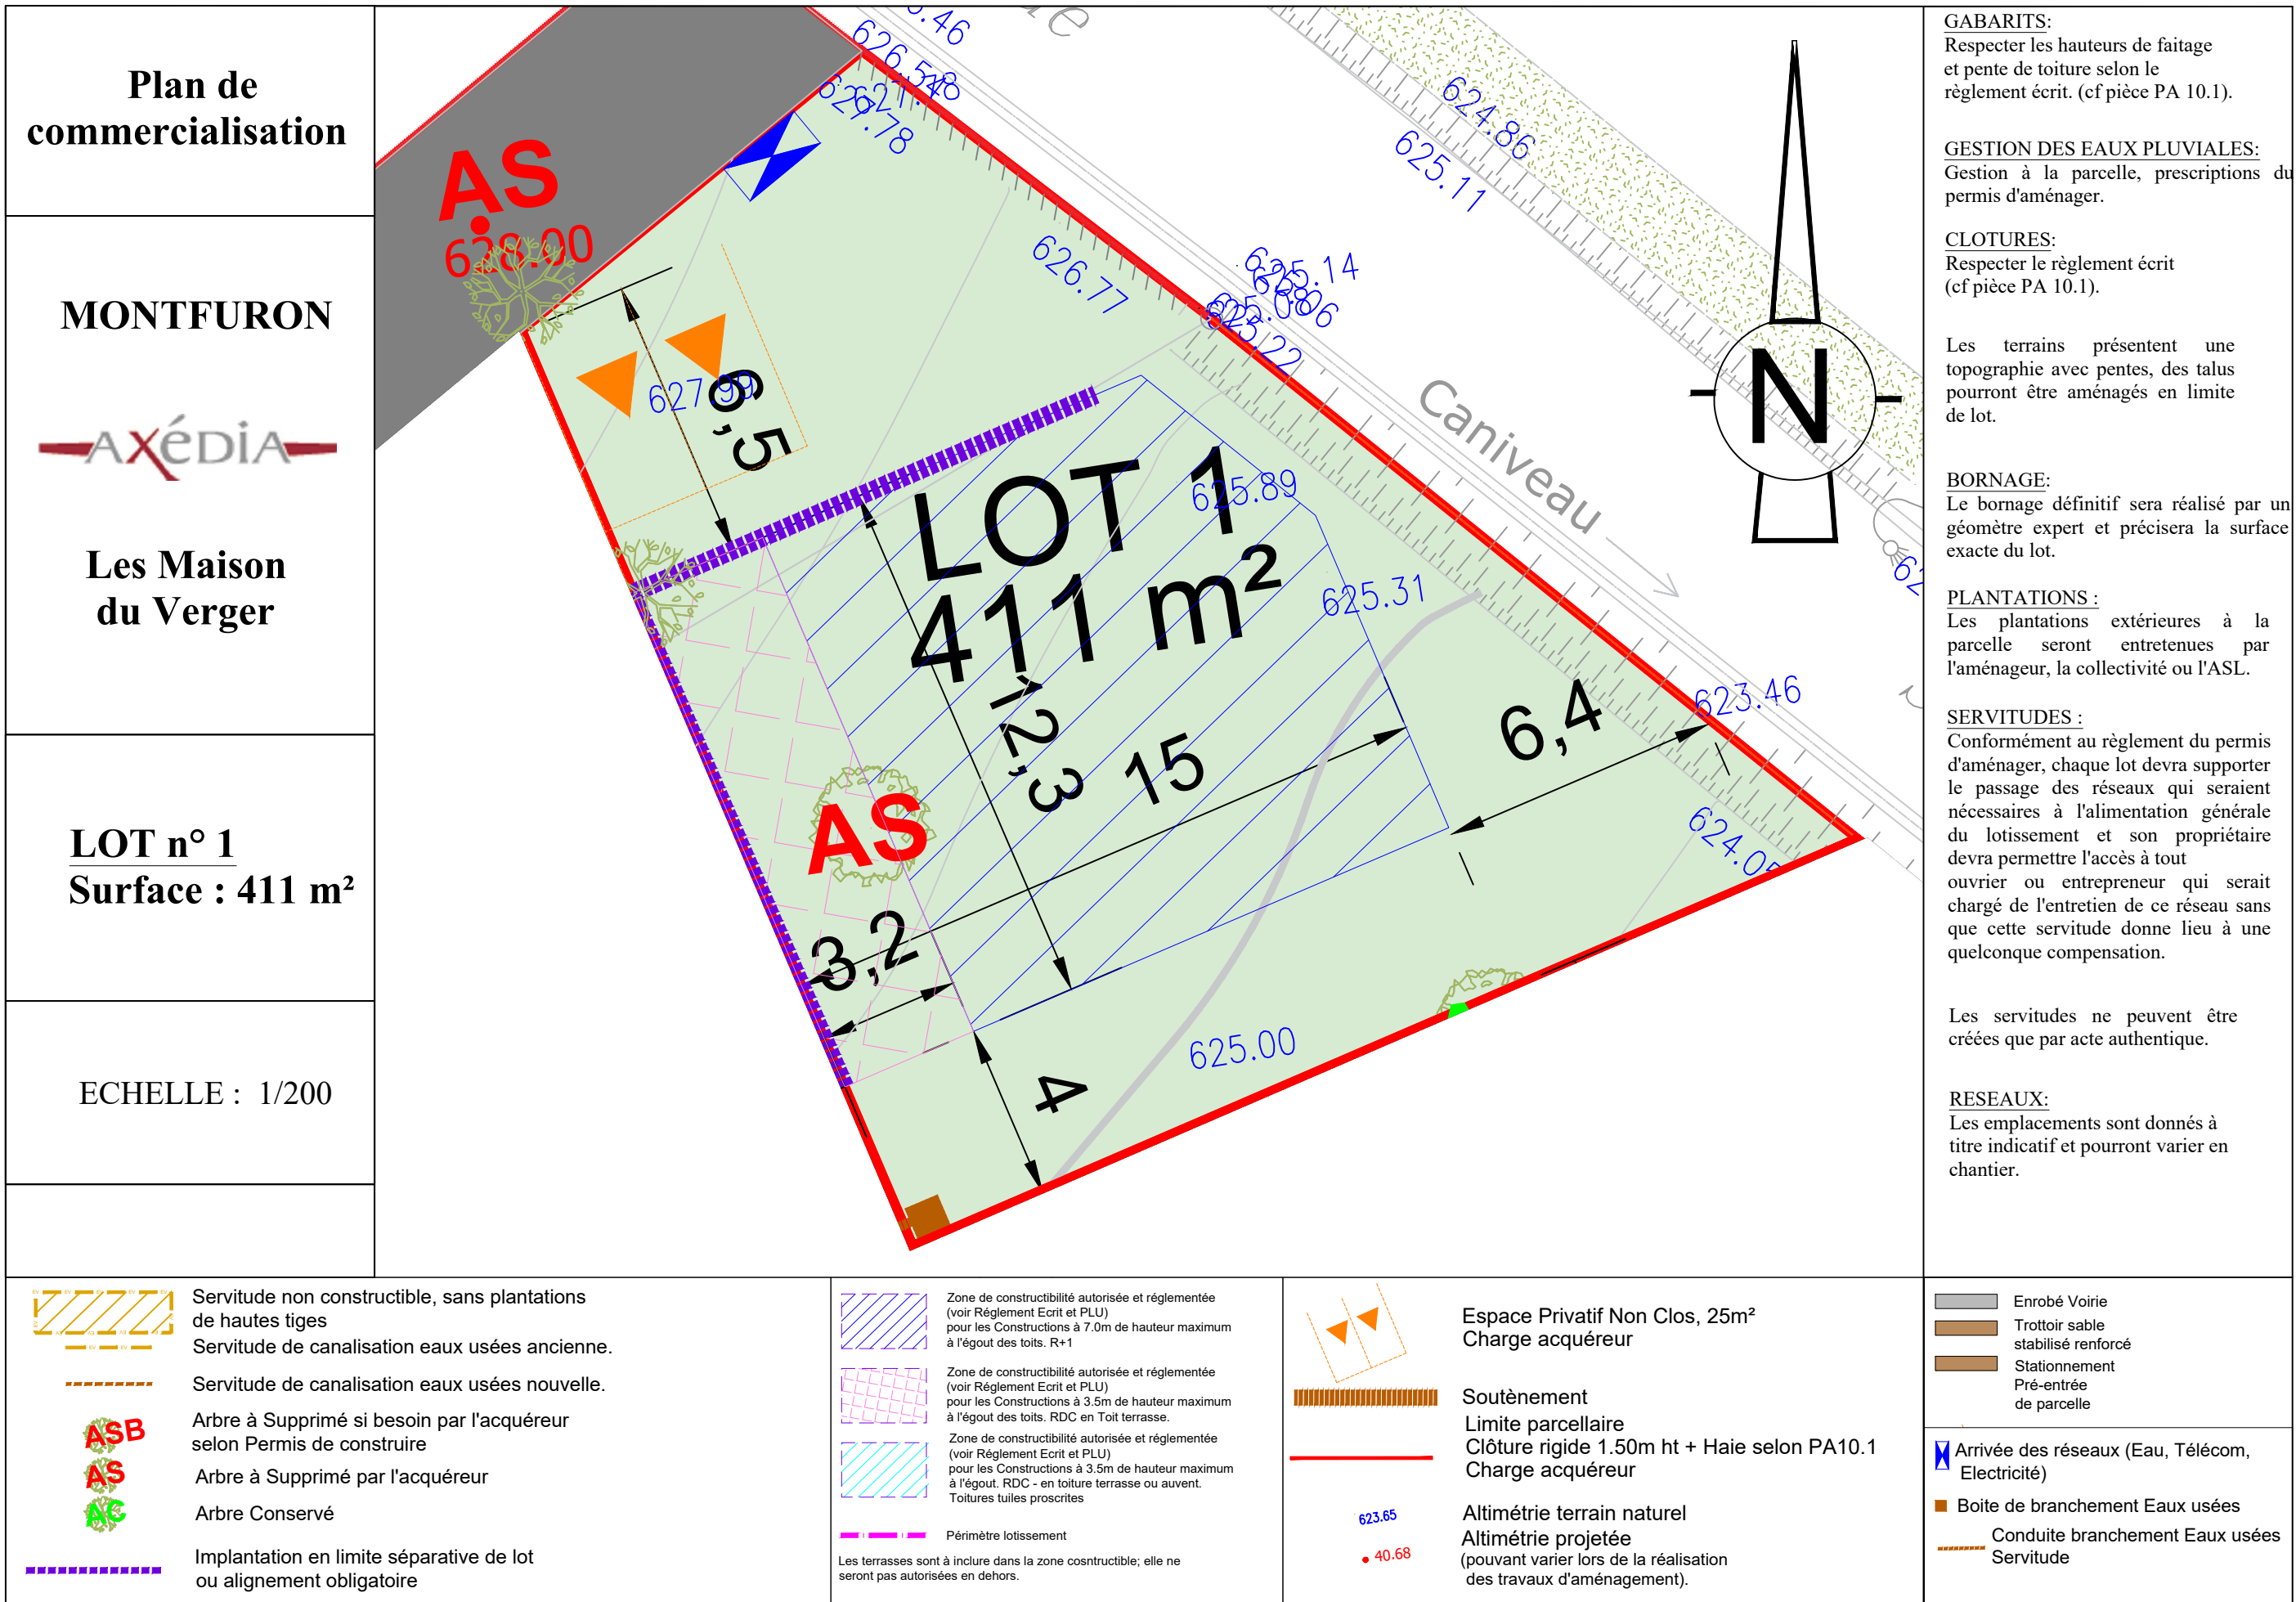 Plan de
commercialisation
MONTFURON
AXéDiA
Les Maison
du Verger
LOT n° 1
Surface : 411 m²
ECHELLE : 1/200
AS
628.00
627.78
626.77
624.86
625.11
625.14
625.22
627.99
6,5
Caniveau
LOT 1
411 m²
625.89
625.31
12,3
15
6,4
623.46
AS
3,2
4
625.00
N
GABARITS:
Respecter les hauteurs de faitage
et pente de toiture selon le
règlement écrit. (cf pièce PA 10.1).
GESTION DES EAUX PLUVIALES:
Gestion à la parcelle, prescriptions du
permis d'aménager.
CLOTURES:
Respecter le règlement écrit
(cf pièce PA 10.1).
Les terrains présentent une
topographie avec pentes, des talus
pourront être aménagés en limite
de lot.
BORNAGE:
Le bornage définitif sera réalisé par un
géomètre expert et précisera la surface
exacte du lot.
PLANTATIONS :
Les plantations extérieures à la
parcelle seront entretenues par
l'aménageur, la collectivité ou l'ASL.
SERVITUDES :
Conformément au règlement du permis
d'aménager, chaque lot devra supporter
le passage des réseaux qui seraient
nécessaires à l'alimentation générale
du lotissement et son propriétaire
devra permettre l'accès à tout
ouvrier ou entrepreneur qui serait
chargé de l'entretien de ce réseau sans
que cette servitude donne lieu à une
quelconque compensation.
Les servitudes ne peuvent être
créées que par acte authentique.
RESEAUX:
Les emplacements sont donnés à
titre indicatif et pourront varier en
chantier.
Servitude non constructible, sans plantations
de hautes tiges
Servitude de canalisation eaux usées ancienne.
Servitude de canalisation eaux usées nouvelle.
ASB
Arbre à Supprimé si besoin par l'acquéreur
selon Permis de construire
AS
Arbre à Supprimé par l'acquéreur
AC
Arbre Conservé
Implantation en limite séparative de lot
ou alignement obligatoire
Zone de constructibilité autorisée et réglementée
(voir Réglement Ecrit et PLU)
pour les Constructions à 7.0m de hauteur maximum
à l'égout des toits. R+1
Zone de constructibilité autorisée et réglementée
(voir Réglement Ecrit et PLU)
pour les Constructions à 3.5m de hauteur maximum
à l'égout des toits. RDC en Toit terrasse.
Zone de constructibilité autorisée et réglementée
(voir Réglement Ecrit et PLU)
pour les Constructions à 3.5m de hauteur maximum
à l'égout. RDC - en toiture terrasse ou auvent.
Toitures tuiles proscrites
Périmètre lotissement
Les terrasses sont à inclure dans la zone cosntructible; elle ne
seront pas autorisées en dehors.
Espace Privatif Non Clos, 25m²
Charge acquéreur
Soutènement
Limite parcellaire
Clôture rigide 1.50m ht + Haie selon PA10.1
Charge acquéreur
623.65
Altimétrie terrain naturel
Altimétrie projetée
40.68
(pouvant varier lors de la réalisation
des travaux d'aménagement).
Enrobé Voirie
Trottoir sable
stabilisé renforcé
Stationnement
Pré-entrée
de parcelle
Arrivée des réseaux (Eau, Télécom,
Electricité)
Boite de branchement Eaux usées
Conduite branchement Eaux usées
Servitude